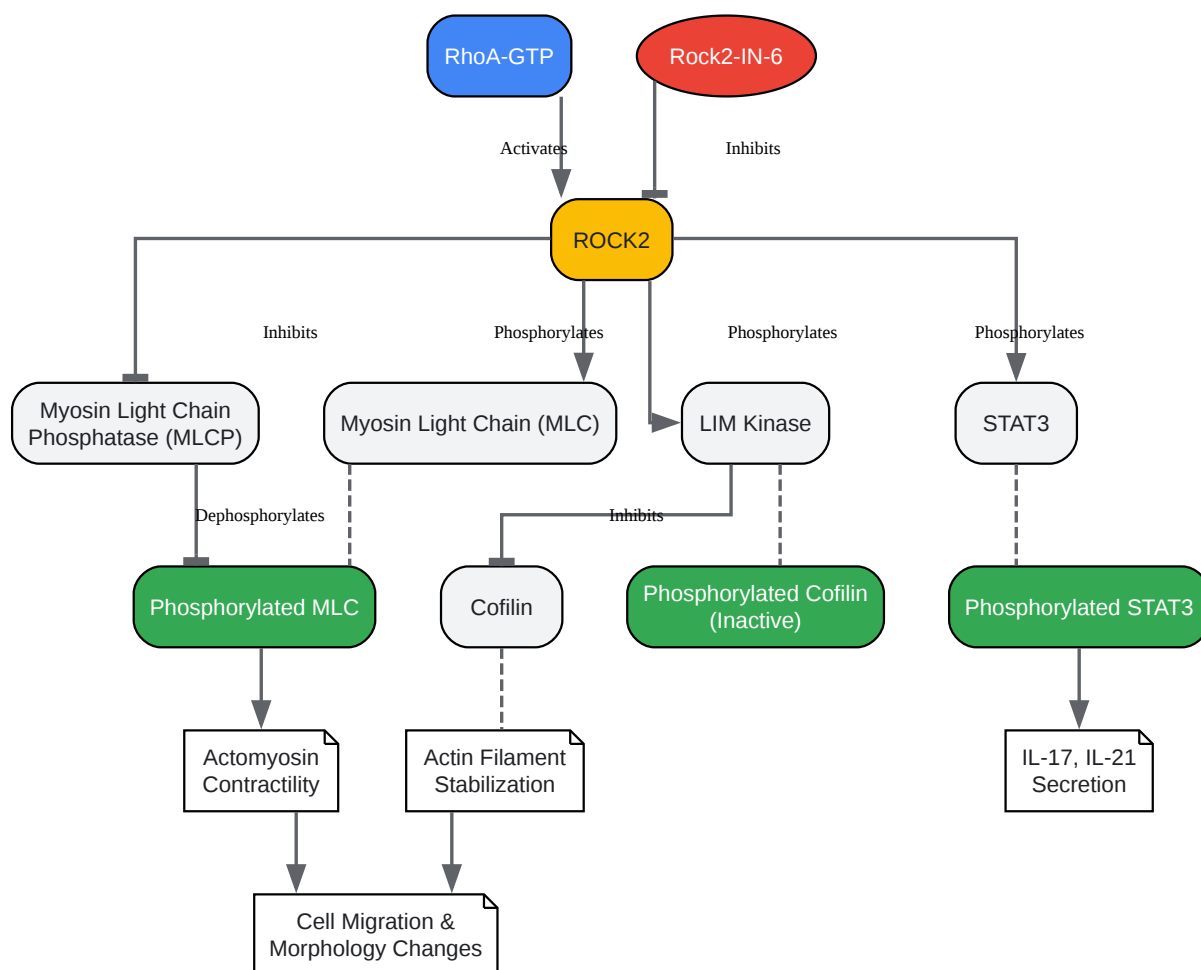 RhoA-GTP
Rock2-IN-6
Activates
Inhibits
ROCK2
Inhibits
Phosphorylates
Phosphorylates
Phosphorylates
Myosin Light Chain
Phosphatase (MLCP)
Myosin Light Chain (MLC)
LIM Kinase
STAT3
Dephosphorylates
Inhibits
Phosphorylated MLC
Cofilin
Phosphorylated Cofilin
(Inactive)
Phosphorylated STAT3
Actomyosin
Contractility
Actin Filament
Stabilization
IL-17, IL-21
Secretion
Cell Migration &
Morphology Changes